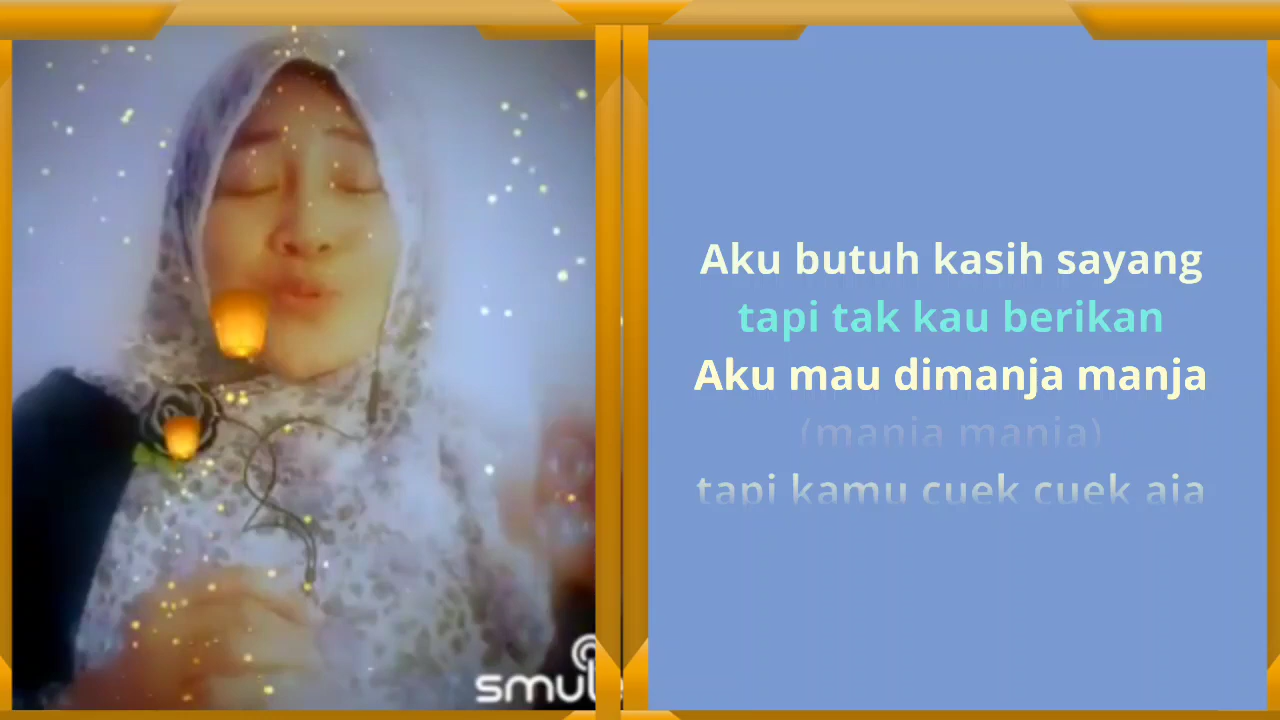 Aku butuh kasih sayang
tapi tak kau berikan
Aku mau dimanja manja
(manja manja)
tapi kamu cuek cuek aja
smule